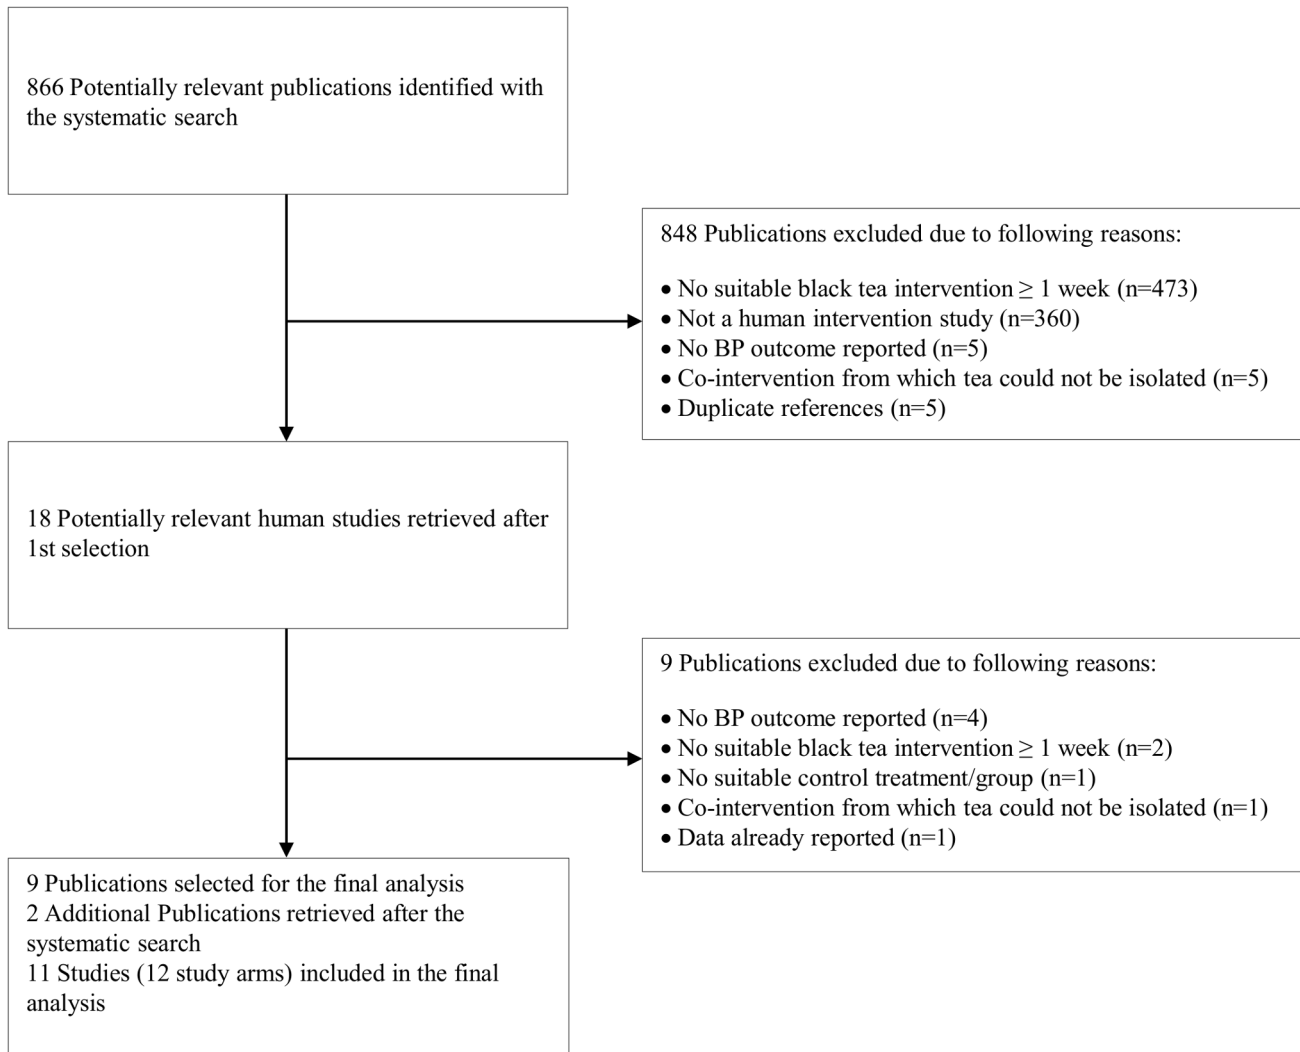 866 Potentially relevant publications identified with
the systematic search
848 Publications excluded due to following reasons:
• No suitable black tea intervention ≥ 1 week (n=473)
• Not a human intervention study (n=360)
• No BP outcome reported (n=5)
• Co-intervention from which tea could not be isolated (n=5)
• Duplicate references (n=5)
18 Potentially relevant human studies retrieved after
1st selection
9 Publications excluded due to following reasons:
• No BP outcome reported (n=4)
• No suitable black tea intervention ≥ 1 week (n=2)
• No suitable control treatment/group (n=1)
• Co-intervention from which tea could not be isolated (n=1)
• Data already reported (n=1)
9 Publications selected for the final analysis
2 Additional Publications retrieved after the
systematic search
11 Studies (12 study arms) included in the final
analysis